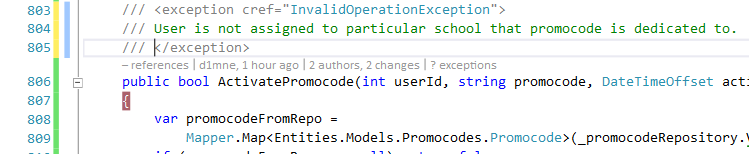 803 /// <exception cref="InvalidOperationException">
804 /// User is not assigned to particular school that promocode is dedicated to.
805 /// </exception>
– references | d1mne, 1 hour ago | 2 authors, 2 changes | ? exceptions
806 public bool ActivatePromocode(int userId, string promocode, DateTimeOffset acti
807 {
808 var promocodeFromRepo =
809 Mapper.Map<Entities.Models.Promocodes.Promocode>(_promocodeRepository.